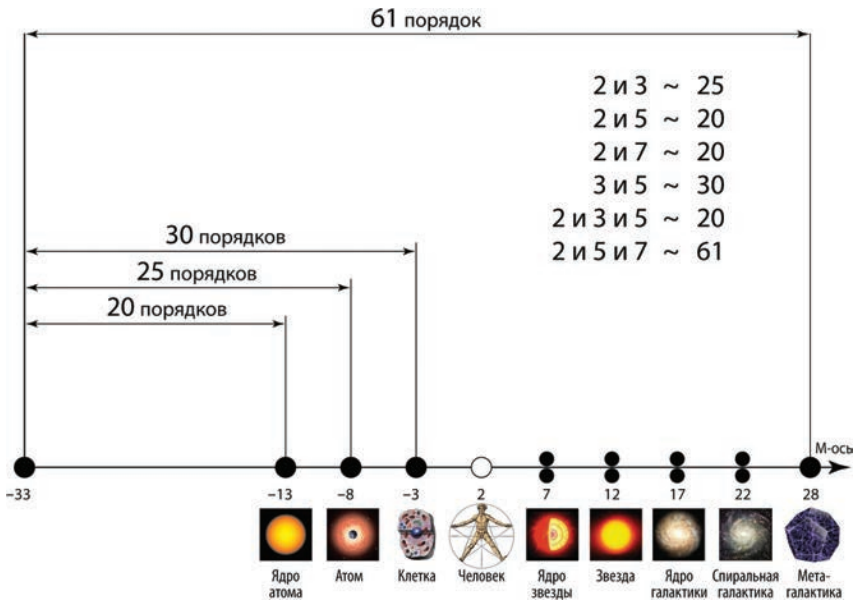 61 порядок
2 и 3 ~ 25
2 и 5 ~ 20
2 и 7 ~ 20
3 и 5 ~ 30
2 и 3 и 5 ~ 20
2 и 5 и 7 ~ 61
30 порядков
25 порядков
20 порядков
М-ось
–33 –13 –8 –3 2 7 12 17 22 28
Ядро атома
Атом
Клетка
Человек
Ядро звезды
Звезда
Ядро галактики
Спиральная галактика
Мета-
галактика